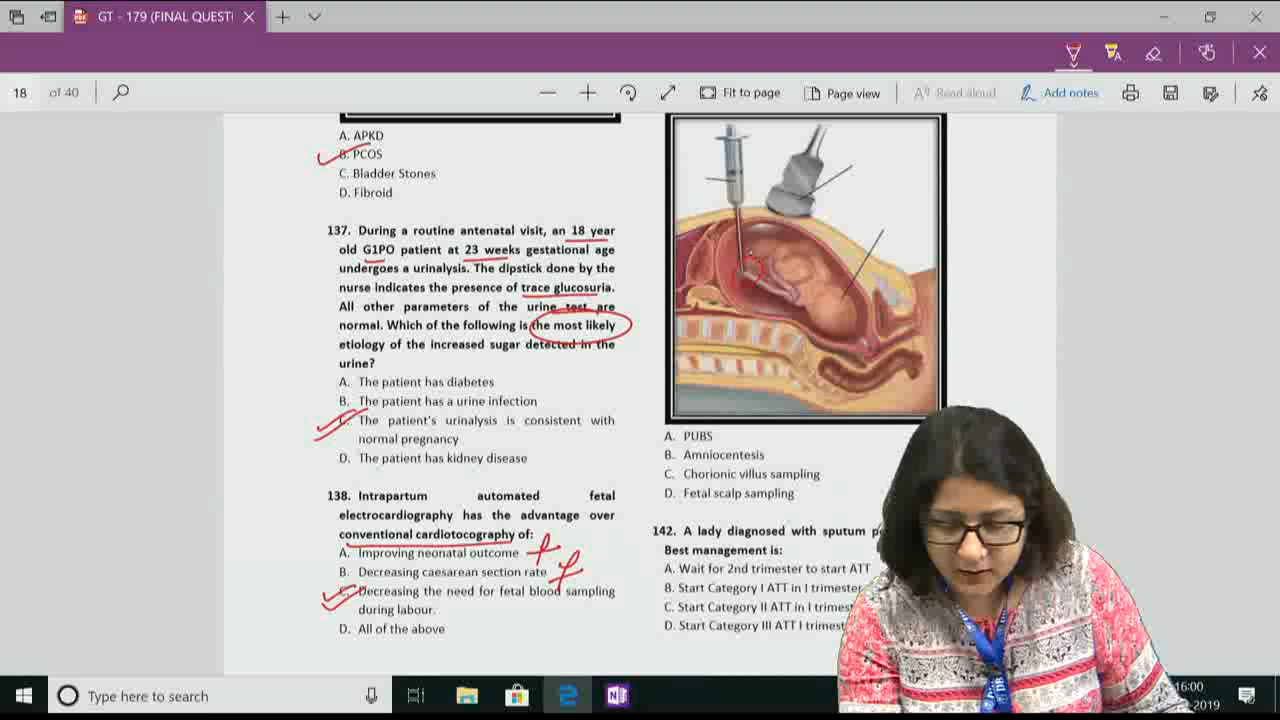 GT - 179 (FINAL QUEST
18 of 40
Fit to page
Page view
Read aloud
Add notes
A. APKD
B. PCOS
C. Bladder Stones
D. Fibroid
137. During a routine antenatal visit, an 18 year
old G1PO patient at 23 weeks gestational age
undergoes a urinalysis. The dipstick done by the
nurse indicates the presence of trace glucosuria.
All other parameters of the urine test are
normal. Which of the following is the most likely
etiology of the increased sugar detected in the
urine?
A. The patient has diabetes
B. The patient has a urine infection
C. The patient's urinalysis is consistent with
normal pregnancy
D. The patient has kidney disease
138. Intrapartum automated fetal
electrocardiography has the advantage over
conventional cardiotocography of:
A. Improving neonatal outcome
B. Decreasing caesarean section rate
C. Decreasing the need for fetal blood sampling
during labour.
D. All of the above
A. PUBS
B. Amniocentesis
C. Chorionic villus sampling
D. Fetal scalp sampling
142. A lady diagnosed with sputum
Best management is:
A. Wait for 2nd trimester to start ATT
B. Start Category I ATT in I trimester
C. Start Category II ATT in I
D. Start Category III ATT I
Type here to search
16:00
2019